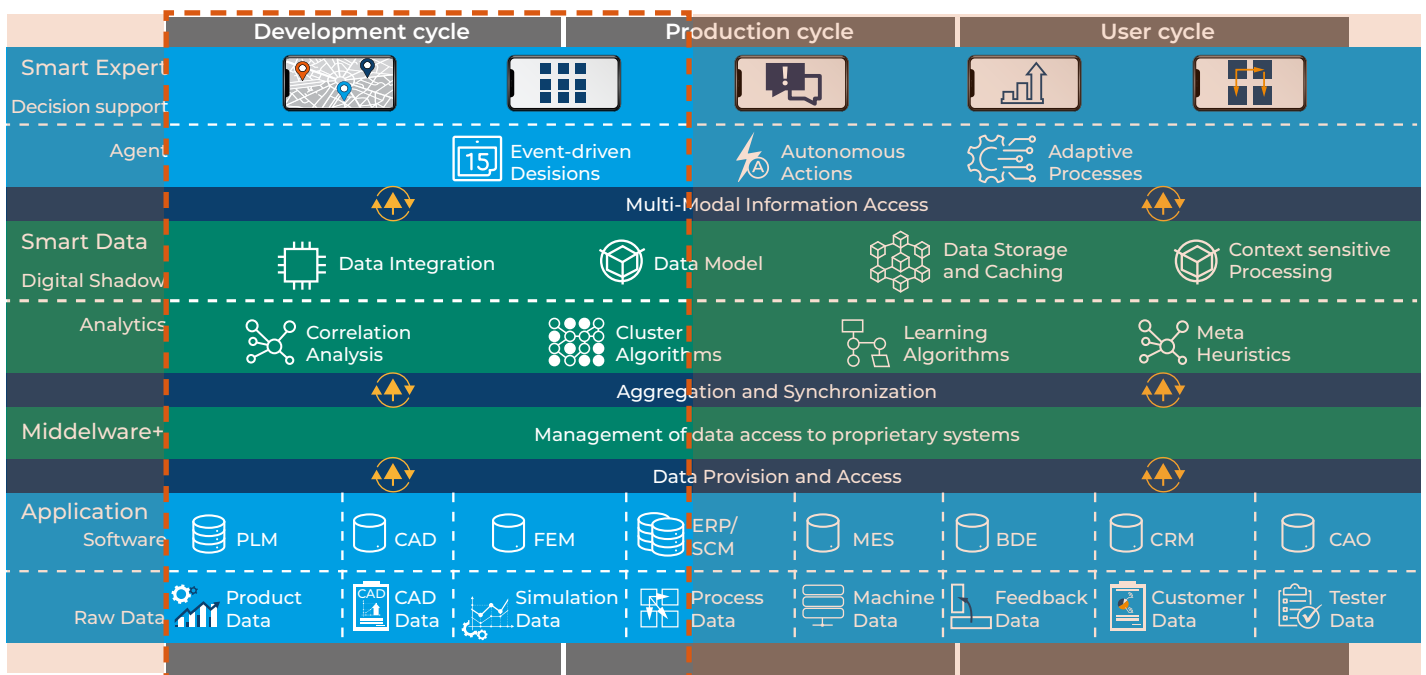 Development cycle
Production cycle
User cycle
Smart Expert
Decision support
Agent
15
Event-driven
Desisions
A
Autonomous
Actions
Adaptive
Processes
Multi-Modal Information Access
Smart Data
Digital Shadow
Data Integration
Data Model
Data Storage
and Caching
Context sensitive
Processing
Analytics
Correlation
Analysis
Cluster
Algorithms
Learning
Algorithms
Meta
Heuristics
Aggregation and Synchronization
Middelware+
Management of data access to proprietary systems
Data Provision and Access
Application
Software
PLM
CAD
FEM
ERP/
SCM
MES
BDE
CRM
CAO
Raw Data
Product
Data
CAD
CAD
Data
Simulation
Data
Process
Data
Machine
Data
Feedback
Data
Customer
Data
Tester
Data